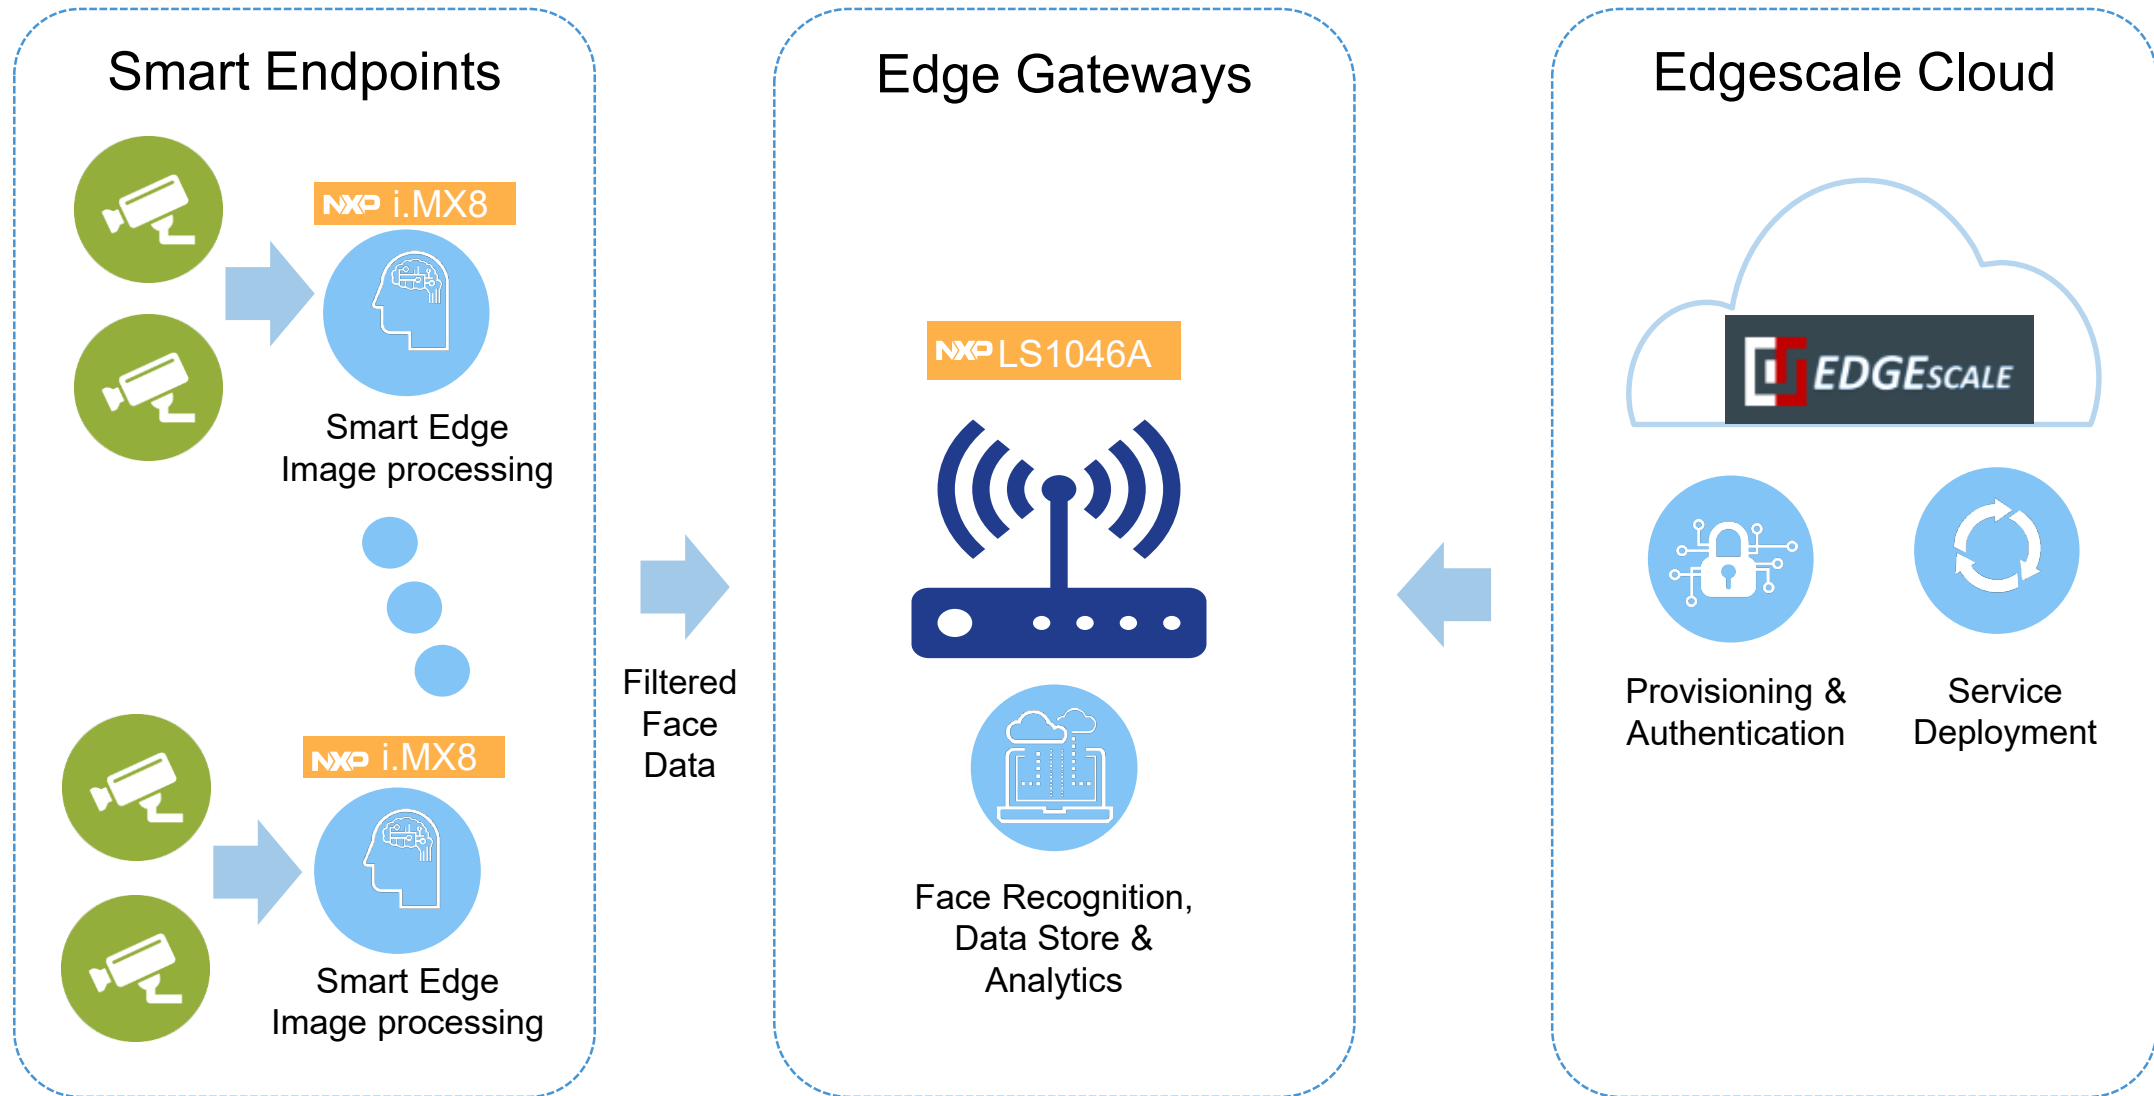 Smart Endpoints
NXP i.MX8
Smart Edge
Image processing
NXP i.MX8
Smart Edge
Image processing
Filtered
Face
Data
Edge Gateways
NXP LS1046A
Face Recognition,
Data Store &
Analytics
Edgescale Cloud
EDGESCALE
Provisioning &
Authentication
Service
Deployment